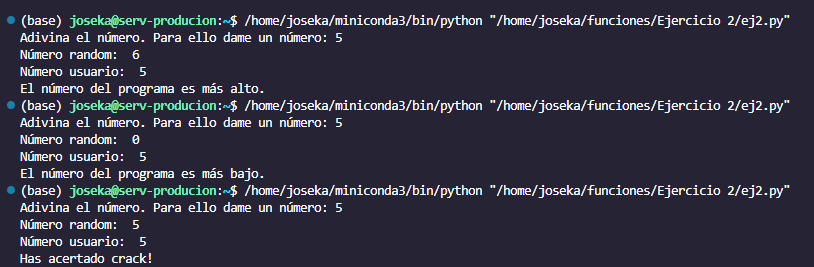 (base) joseka@serv-producion:~$ /home/joseka/miniconda3/bin/python "/home/joseka/funciones/Ejercicio 2/ej2.py"
Adivina el número. Para ello dame un número: 5
Número random:  6
Número usuario:  5
El número del programa es más alto.
(base) joseka@serv-producion:~$ /home/joseka/miniconda3/bin/python "/home/joseka/funciones/Ejercicio 2/ej2.py"
Adivina el número. Para ello dame un número: 5
Número random:  0
Número usuario:  5
El número del programa es más bajo.
(base) joseka@serv-producion:~$ /home/joseka/miniconda3/bin/python "/home/joseka/funciones/Ejercicio 2/ej2.py"
Adivina el número. Para ello dame un número: 5
Número random:  5
Número usuario:  5
Has acertado crack!